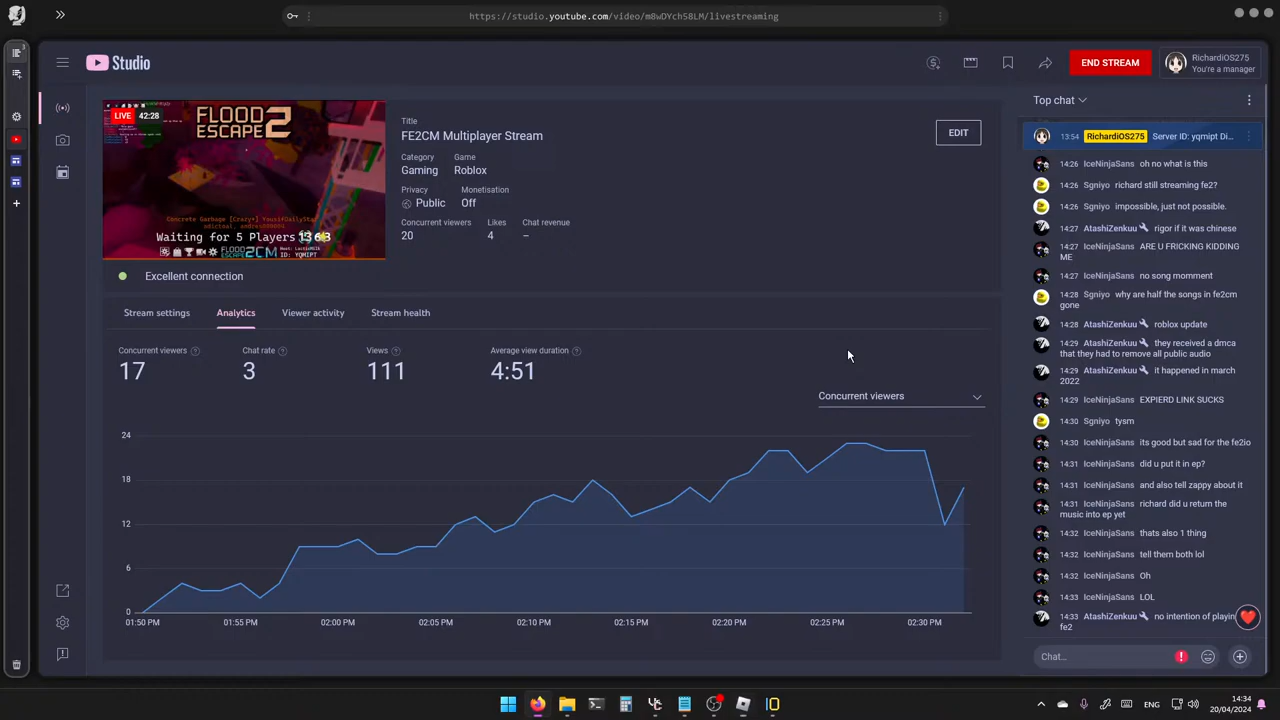 https://studio.youtube.com/video/m8wDYchS8LM/livestreaming
Studio
END STREAM
RichardiOS275
You're a manager
LIVE 42:28
FLOOD
ESCAPE 2
Concrete Garbage [Crazy+]
Waiting for 5 Players
ID: YQMIPT
Title
FE2CM Multiplayer Stream
EDIT
Category Game
Gaming Roblox
Privacy Monetisation
Public Off
Concurrent viewers Likes Chat revenue
20 4 –
Excellent connection
Stream settings Analytics Viewer activity Stream health
Concurrent viewers Chat rate Views Average view duration
17 3 111 4:51
Concurrent viewers
24
18
12
6
0
01:50 PM 01:55 PM 02:00 PM 02:05 PM 02:10 PM 02:15 PM 02:20 PM 02:25 PM 02:30 PM
Top chat
13:54 RichardiOS275 Server ID: yqmipt Di...
14:26 IceNinjaSans oh no what is this
14:26 Sgniyo richard still streaming fe2?
14:26 Sgniyo impossible, just not possible.
14:27 AtashiZenkuu rigor if it was chinese
14:27 IceNinjaSans ARE U FRICKING KIDDING
ME
14:27 IceNinjaSans no song momment
14:28 Sgniyo why are half the songs in fe2cm
gone
14:28 AtashiZenkuu roblox update
14:29 AtashiZenkuu they received a dmca
that they had to remove all public audio
14:29 AtashiZenkuu it happened in march
2022
14:29 IceNinjaSans EXPIERD LINK SUCKS
14:30 Sgniyo tysm
14:30 IceNinjaSans its good but sad for the fe2io
14:31 IceNinjaSans did u put it in ep?
14:31 IceNinjaSans and also tell zappy about it
14:31 IceNinjaSans richard did u return the
music into ep yet
14:32 IceNinjaSans thats also 1 thing
14:32 IceNinjaSans tell them both lol
14:32 IceNinjaSans Oh
14:33 IceNinjaSans LOL
14:33 AtashiZenkuu no intention of playin
fe2
Chat...
ENG
14:34
20/04/2024